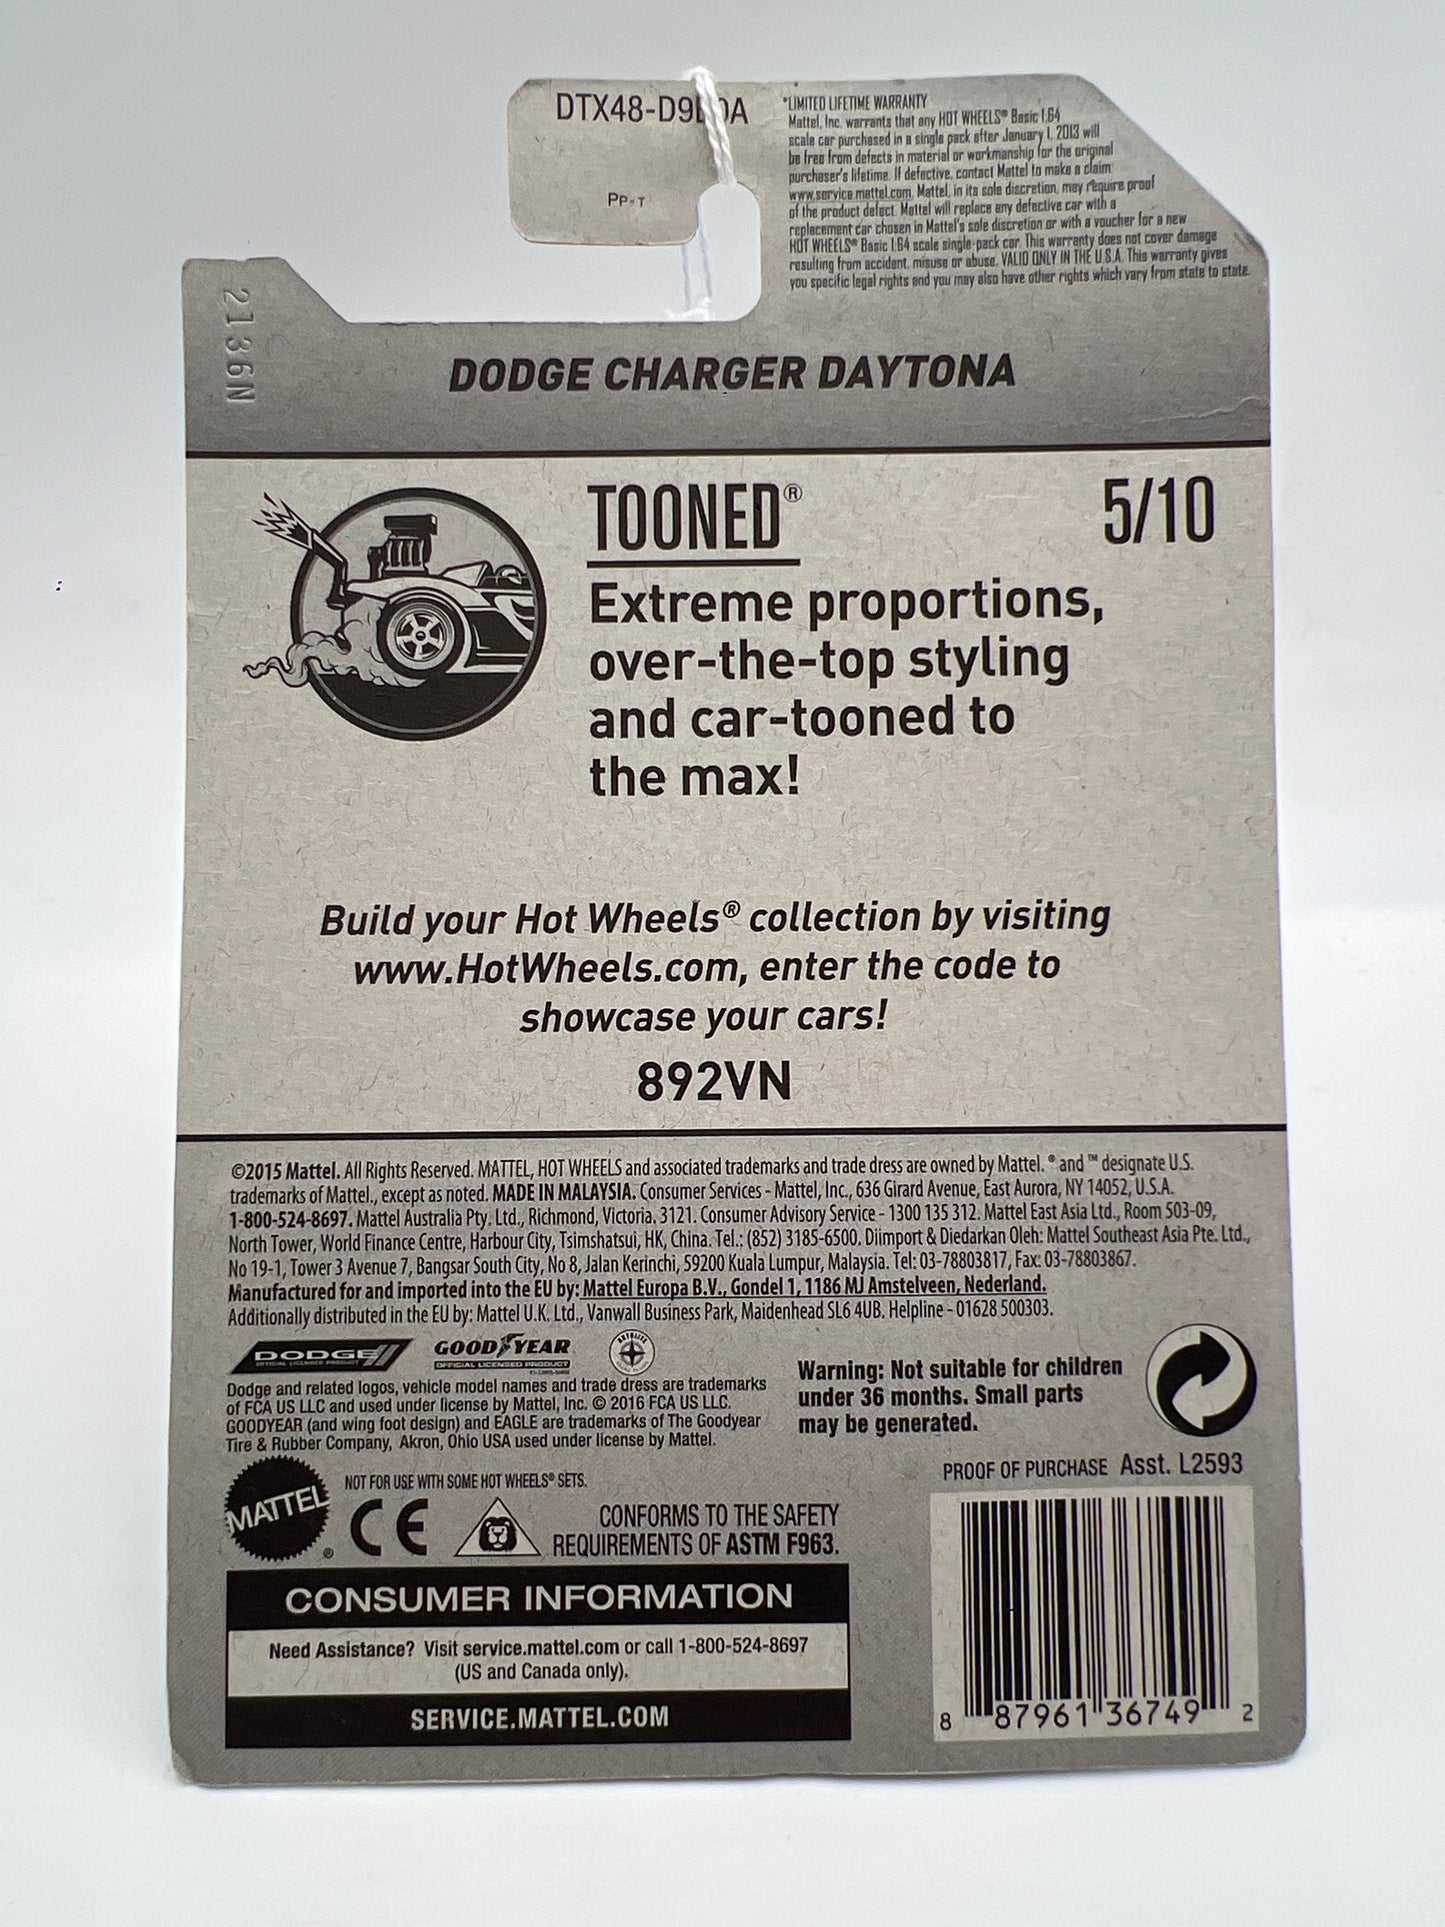 DTX48-D9 0A
PP-T
*LIMITED LIFETIME WARRANTY
Mattel, Inc. warrants that any HOT WHEELS® Basic 1:64
scale car purchased in a single pack after January 1, 2013 will
be free from defects in material or workmanship for the original
purchaser's lifetime. If defective, contact Mattel to make a claim:
www.service.mattel.com. Mattel, in its sole discretion, may require proof
of the product defect. Mattel will replace any defective car with a
replacement car chosen in Mattel's sole discretion or with a voucher for a new
HOT WHEELS® Basic 1:64 scale single-pack car. This warranty does not cover damage
resulting from accident, misuse or abuse. VALID ONLY IN THE U.S.A. This warranty gives
you specific legal rights and you may also have other rights which vary from state to state.
2136N
DODGE CHARGER DAYTONA
TOONED® 5/10
Extreme proportions,
over-the-top styling
and car-tooned to
the max!
Build your Hot Wheels® collection by visiting
www.HotWheels.com, enter the code to
showcase your cars!
892VN
©2015 Mattel. All Rights Reserved. MATTEL, HOT WHEELS and associated trademarks and trade dress are owned by Mattel. ® and ™ designate U.S.
trademarks of Mattel., except as noted. MADE IN MALAYSIA. Consumer Services - Mattel, Inc., 636 Girard Avenue, East Aurora, NY 14052, U.S.A.
1-800-524-8697. Mattel Australia Pty. Ltd., Richmond, Victoria. 3121. Consumer Advisory Service - 1300 135 312. Mattel East Asia Ltd., Room 503-09,
North Tower, World Finance Centre, Harbour City, Tsimshatsui, HK, China. Tel.: (852) 3185-6500. Diimport & Diedarkan Oleh: Mattel Southeast Asia Pte. Ltd.,
No 19-1, Tower 3 Avenue 7, Bangsar South City, No 8, Jalan Kerinchi, 59200 Kuala Lumpur, Malaysia. Tel: 03-78803817, Fax: 03-78803867.
Manufactured for and imported into the EU by: Mattel Europa B.V., Gondel 1, 1186 MJ Amstelveen, Nederland.
Additionally distributed in the EU by: Mattel U.K. Ltd., Vanwall Business Park, Maidenhead SL6 4UB. Helpline - 01628 500303.
DODGE
OFFICIAL LICENSED PRODUCT
GOODYEAR
OFFICIAL LICENSED PRODUCT
AUTOLITE
Dodge and related logos, vehicle model names and trade dress are trademarks
of FCA US LLC and used under license by Mattel, Inc. © 2016 FCA US LLC.
GOODYEAR (and wing foot design) and EAGLE are trademarks of The Goodyear
Tire & Rubber Company, Akron, Ohio USA used under license by Mattel.
Warning: Not suitable for children
under 36 months. Small parts
may be generated.
PROOF OF PURCHASE Asst. L2593
NOT FOR USE WITH SOME HOT WHEELS® SETS.
MATTEL®
CE
CONFORMS TO THE SAFETY
REQUIREMENTS OF ASTM F963.
CONSUMER INFORMATION
Need Assistance? Visit service.mattel.com or call 1-800-524-8697
(US and Canada only).
SERVICE.MATTEL.COM
8 87961 36749 2